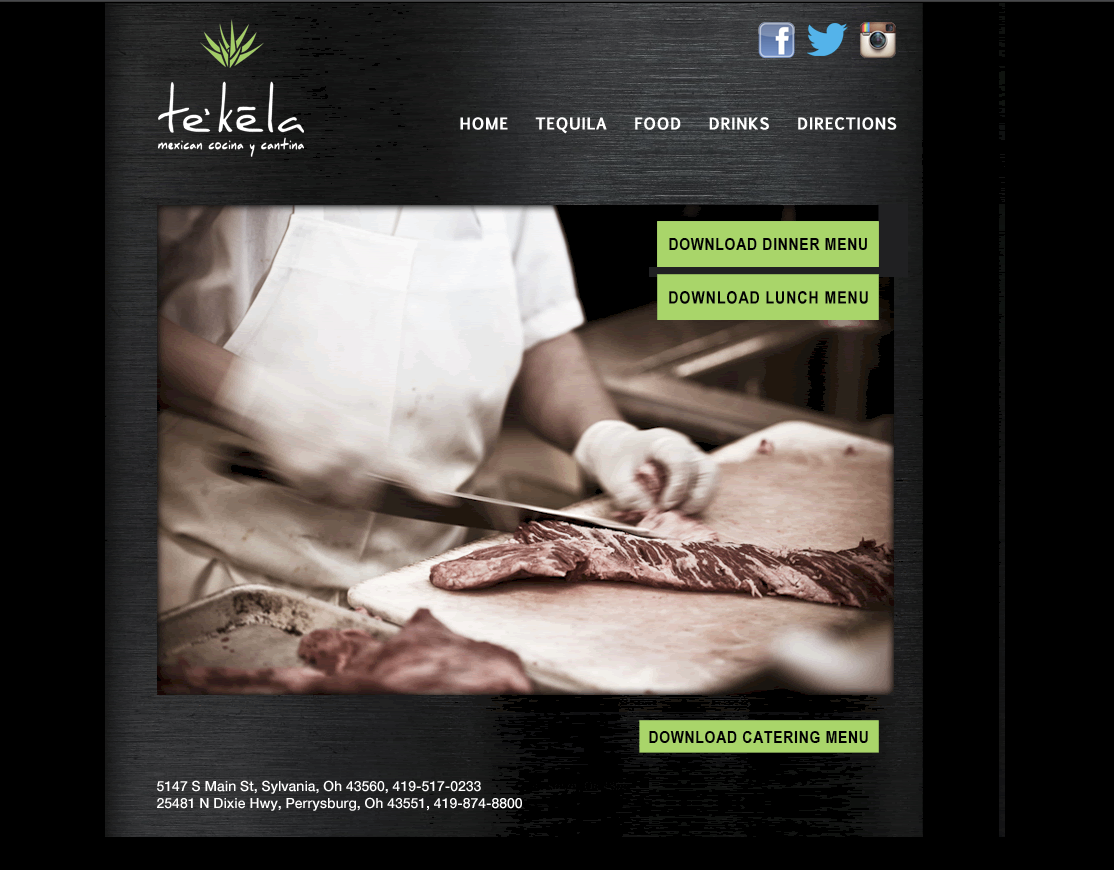 te'kēla
mexican cocina y cantina
HOME TEQUILA FOOD DRINKS DIRECTIONS
DOWNLOAD DINNER MENU
DOWNLOAD LUNCH MENU
DOWNLOAD CATERING MENU
5147 S Main St, Sylvania, Oh 43560, 419-517-0233
25481 N Dixie Hwy, Perrysburg, Oh 43551, 419-874-8800